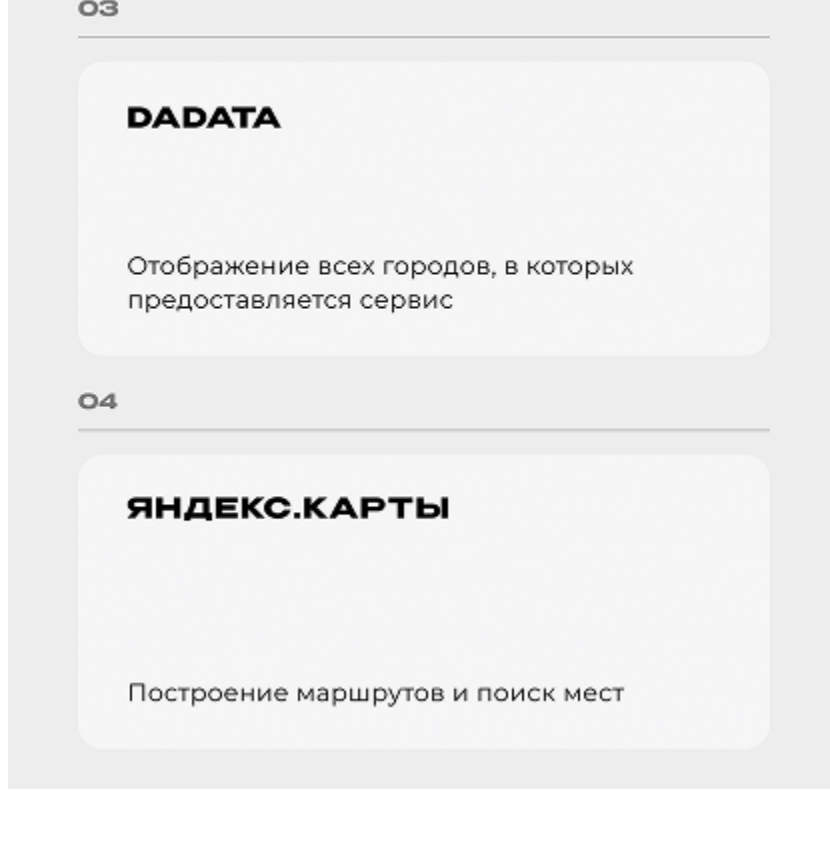 03
DADATA
Отображение всех городов, в которых
предоставляется сервис
04
ЯНДЕКС.КАРТЫ
Построение маршрутов и поиск мест